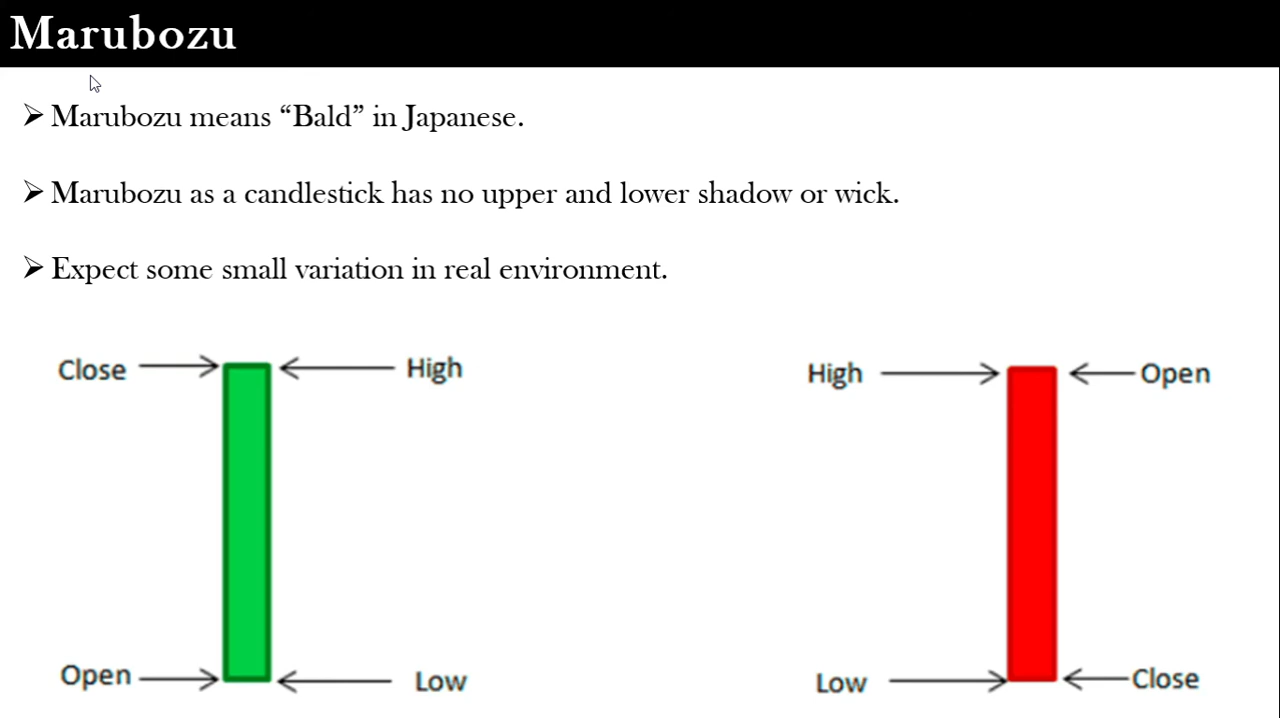 Marubozu
➢ Marubozu means “Bald” in Japanese.
➢ Marubozu as a candlestick has no upper and lower shadow or wick.
➢ Expect some small variation in real environment.
Close High High Open
Open Low Low Close